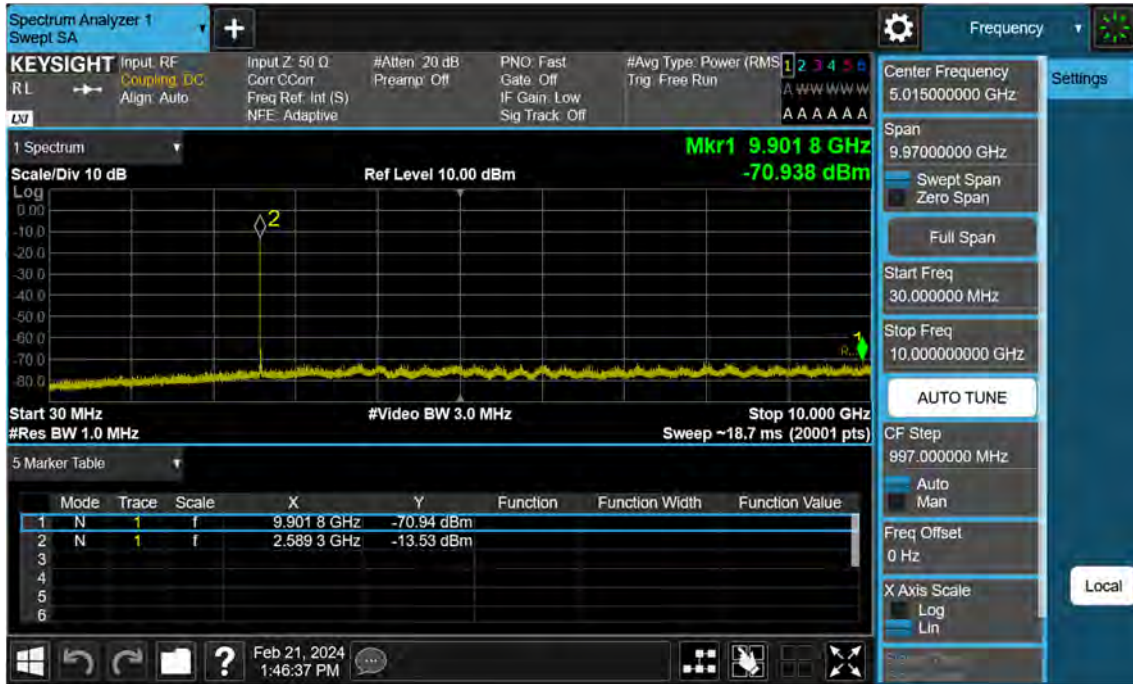 Spectrum Analyzer 1
Swept SA
+
Frequency
KEYSIGHT
RL
LXI
Input: RF
Coupling: DC
Align: Auto
Input Z: 50 Ω
Corr CCorr
Freq Ref: Int (S)
NFE: Adaptive
#Atten: 20 dB
Preamp: Off
PNO: Fast
Gate: Off
IF Gain: Low
Sig Track: Off
#Avg Type: Power (RMS
Trig: Free Run
1 2 3 4 5 6
A W W W W W
A A A A A A
1 Spectrum
Mkr1 9.901 8 GHz
-70.938 dBm
Scale/Div 10 dB
Ref Level 10.00 dBm
Log
0.00
-10.0
-20.0
-30.0
-40.0
-50.0
-60.0
-70.0
-80.0
2
1
R...
Start 30 MHz
#Video BW 3.0 MHz
Stop 10.000 GHz
#Res BW 1.0 MHz
Sweep ~18.7 ms (20001 pts)
5 Marker Table
Mode Trace Scale X Y Function Function Width Function Value
1 N 1 f 9.901 8 GHz -70.94 dBm
2 N 1 f 2.589 3 GHz -13.53 dBm
3
4
5
6
Feb 21, 2024
1:46:37 PM
?
Center Frequency
5.015000000 GHz
Span
9.97000000 GHz
Swept Span
Zero Span
Full Span
Start Freq
30.000000 MHz
Stop Freq
10.000000000 GHz
AUTO TUNE
CF Step
997.000000 MHz
Auto
Man
Freq Offset
0 Hz
X Axis Scale
Log
Lin
Settings
Local